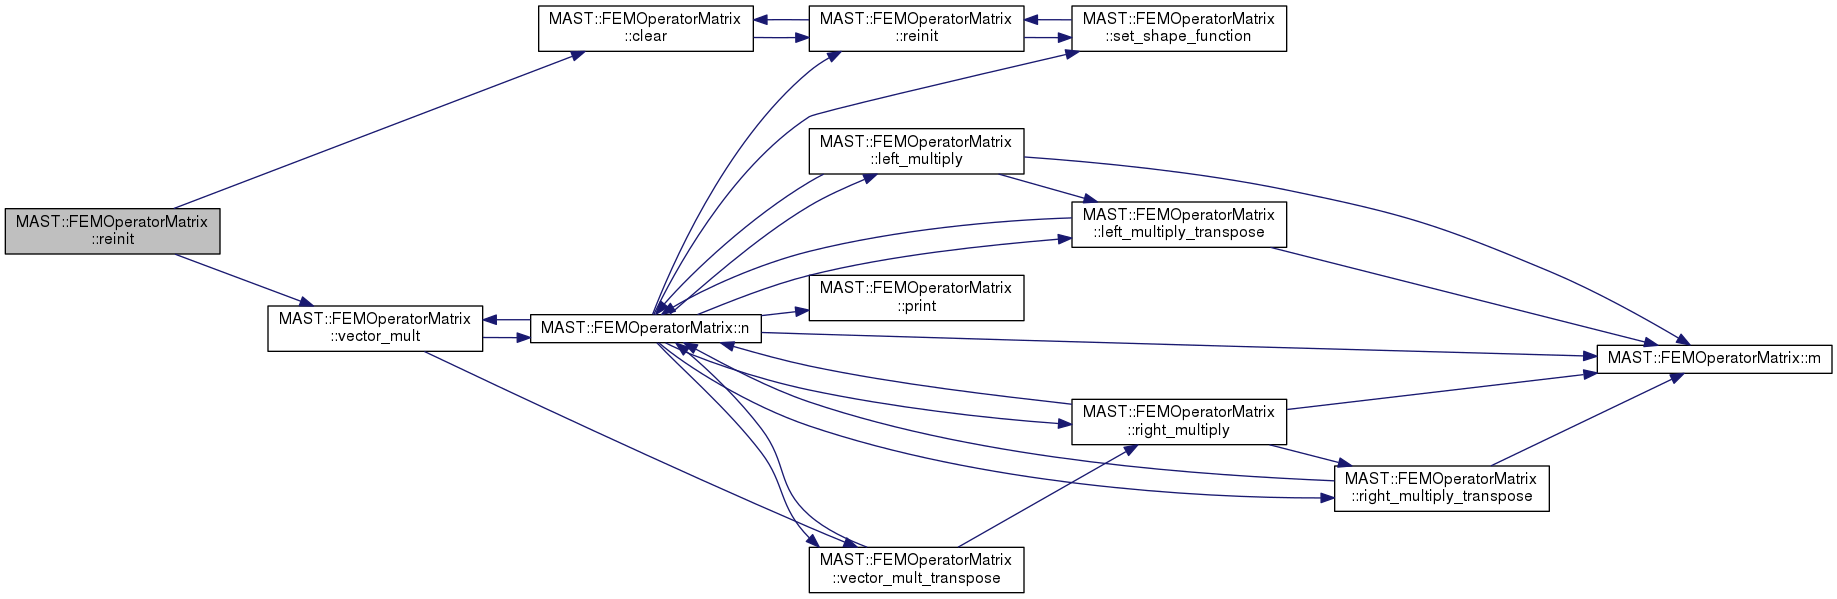 MAST::FEMOperatorMatrix
::clear
MAST::FEMOperatorMatrix
::reinit
MAST::FEMOperatorMatrix
::set_shape_function
MAST::FEMOperatorMatrix
::left_multiply
MAST::FEMOperatorMatrix
::reinit
MAST::FEMOperatorMatrix
::left_multiply_transpose
MAST::FEMOperatorMatrix
::print
MAST::FEMOperatorMatrix
::vector_mult
MAST::FEMOperatorMatrix::n
MAST::FEMOperatorMatrix::m
MAST::FEMOperatorMatrix
::right_multiply
MAST::FEMOperatorMatrix
::right_multiply_transpose
MAST::FEMOperatorMatrix
::vector_mult_transpose